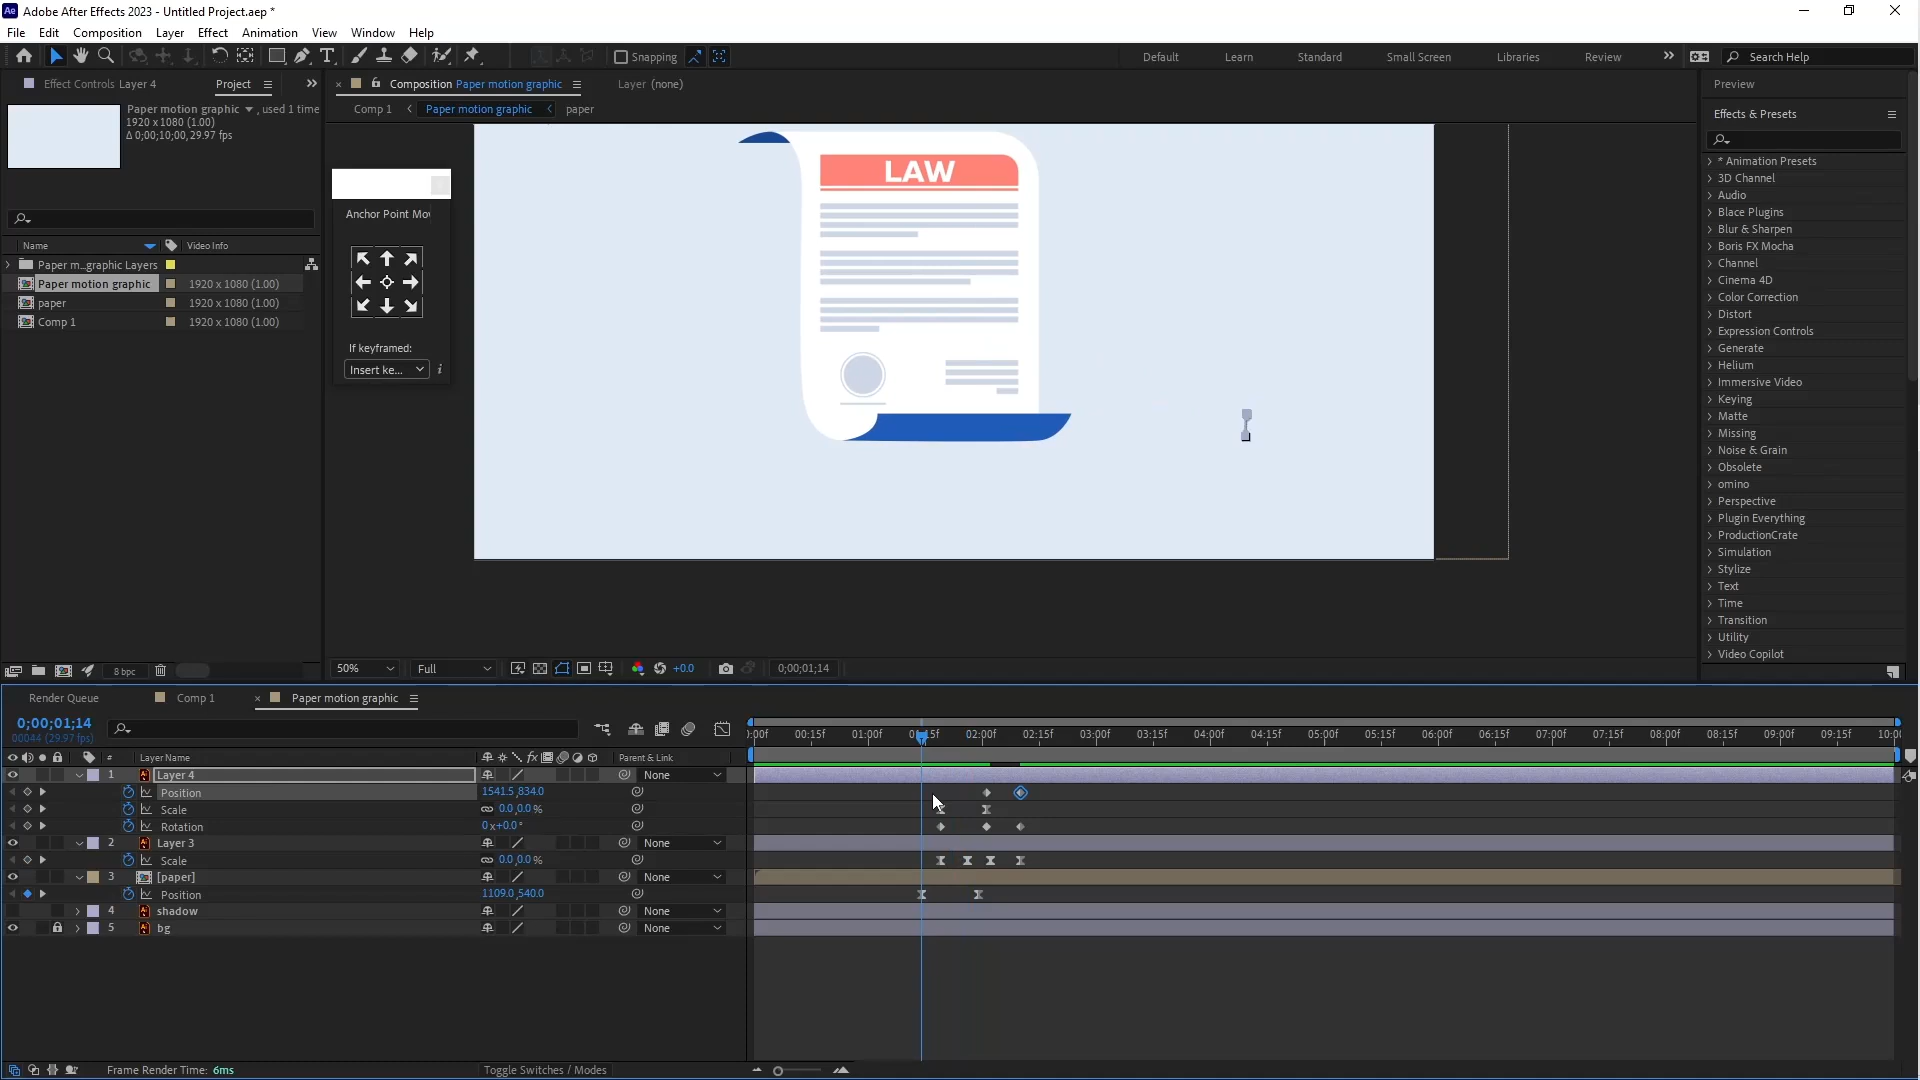 Adobe After Effects 2023 - Untitled Project.aep *
File Edit Composition Layer Effect Animation View Window Help
Snapping
Default Learn Standard Small Screen Libraries Review
Search Help
Effect Controls Layer 4 Project
Composition Paper motion graphic Layer (none)
Preview
Comp 1 Paper motion graphic paper
Paper motion graphic , used 1 time
1920 x 1080 (1.00)
Δ 0;00;10;00, 29.97 fps
Effects & Presets
* Animation Presets
3D Channel
Audio
Blace Plugins
Blur & Sharpen
Boris FX Mocha
Channel
Cinema 4D
Color Correction
Distort
Expression Controls
Generate
Helium
Immersive Video
Keying
Matte
Missing
Noise & Grain
Obsolete
omino
Perspective
Plugin Everything
ProductionCrate
Simulation
Stylize
Text
Time
Transition
Utility
Video Copilot
LAW
Anchor Point Mov
If keyframed:
Insert ke...
i
Name Video Info
Paper m...graphic Layers
Paper motion graphic 1920 x 1080 (1.00)
paper 1920 x 1080 (1.00)
Comp 1 1920 x 1080 (1.00)
8 bpc
50% Full +0.0 0;00;01;14
Render Queue Comp 1 Paper motion graphic
0;00;01;14
00044 (29.97 fps)
:00f 00:15f 01:00f 01:15f 02:00f 02:15f 03:00f 03:15f 04:00f 04:15f 05:00f 05:15f 06:00f 06:15f 07:00f 07:15f 08:00f 08:15f 09:00f 09:15f 10:00
# Layer Name fx Parent & Link
1 Layer 4 None
Position 1541.5,834.0
Scale 0.0,0.0 %
Rotation 0x+0.0°
2 Layer 3 None
Scale 0.0,0.0 %
3 [paper] None
Position 1109.0,540.0
4 shadow None
5 bg None
Frame Render Time: 6ms
Toggle Switches / Modes